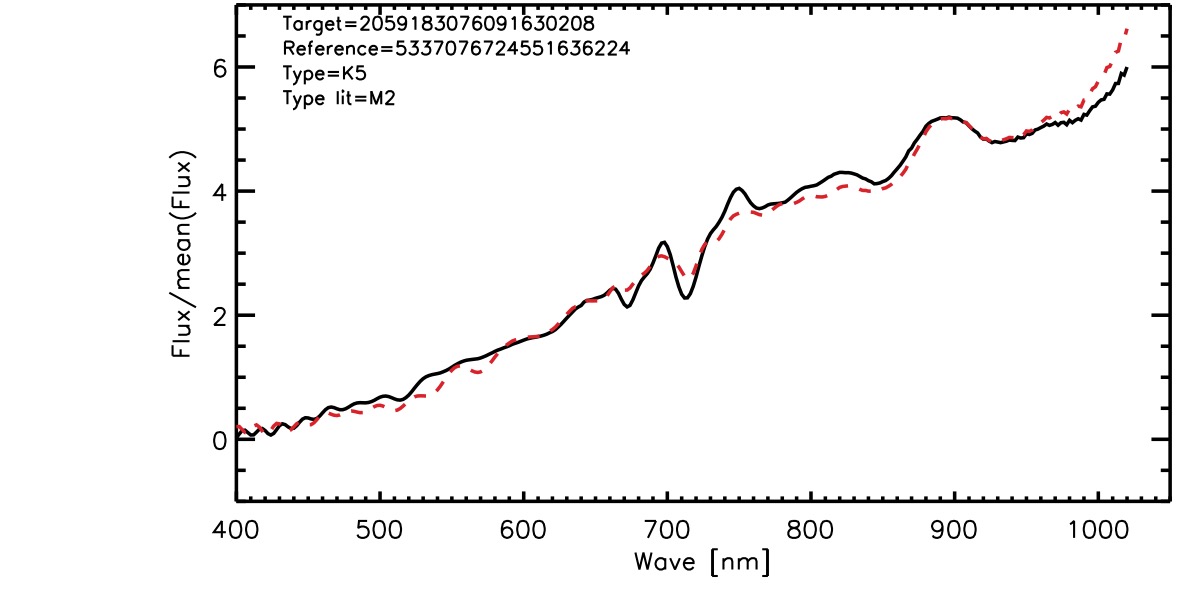 Target=2059183076091630208
Reference=5337076724551636224
Type=K5
Type lit=M2
6
4
2
0
Flux/mean(Flux)
400 500 600 700 800 900 1000
Wave [nm]